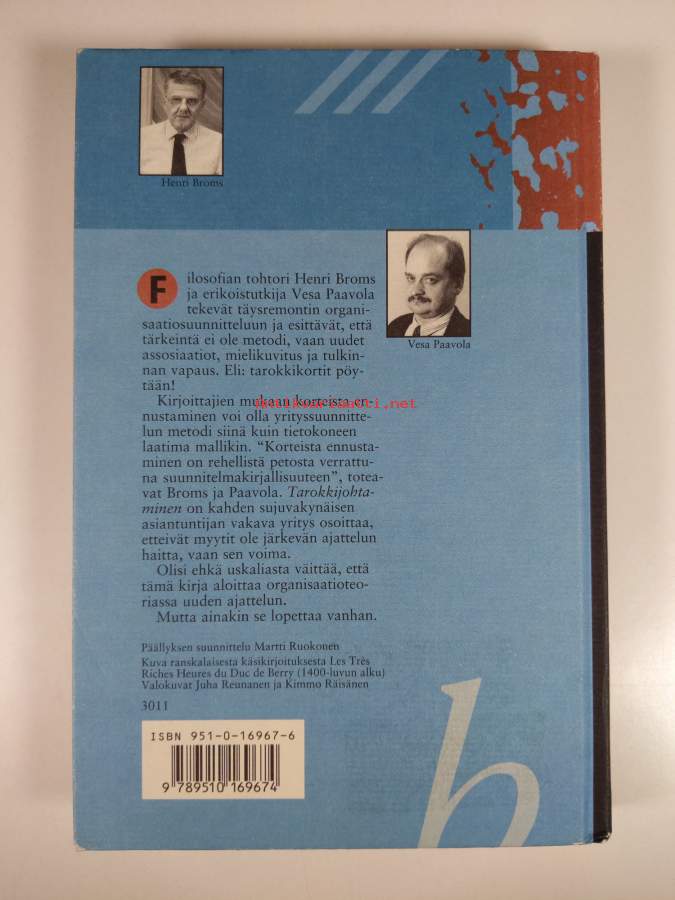 Henri Broms
Vesa Paavola
Filosofian tohtori Henri Broms
ja erikoistutkija Vesa Paavola
tekevät täysremontin organi-
saatiosuunnitteluun ja esittävät, että
tärkeintä ei ole metodi, vaan uudet
assosiaatiot, mielikuvitus ja tulkin-
nan vapaus. Eli: tarokkikortit pöy-
tään!
Kirjoittajien mukaan korteista en-
nustaminen voi olla yrityssuunnitte-
lun metodi siinä kuin tietokoneen
laatima mallikin. “Korteista ennusta-
minen on rehellistä petosta verrattu-
na suunnitelmakirjallisuuteen”, totea-
vat Broms ja Paavola. Tarokkijohta-
minen on kahden sujuvakynäisen
asiantuntijan vakava yritys osoittaa,
etteivät myytit ole järkevän ajattelun
haitta, vaan sen voima.
Olisi ehkä uskaliasta väittää, että
tämä kirja aloittaa organisaatioteo-
riassa uuden ajattelun.
Mutta ainakin se lopettaa vanhan.
Päällyksen suunnittelu Martti Ruokonen
Kuva ranskalaisesta käsikirjoituksesta Les Très
Riches Heures du Duc de Berry (1400-luvun alku)
Valokuvat Juha Reunanen ja Kimmo Räisänen
3011
ISBN 951-0-16967-6
9 789510 169674
b
antikvariaatti.net